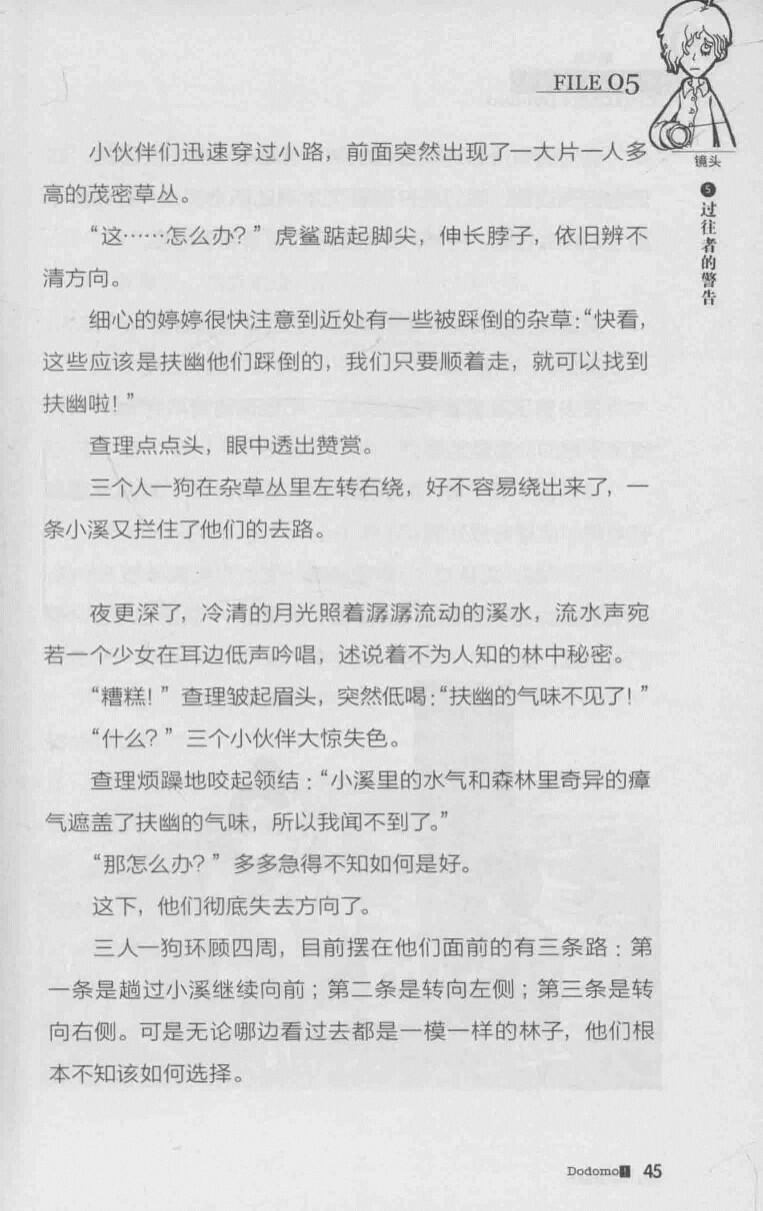 FILE 05
镜头
❺ 过往者的警告
小伙伴们迅速穿过小路，前面突然出现了一大片一人多
高的茂密草丛。
“这……怎么办？”虎鲨踮起脚尖，伸长脖子，依旧辨不
清方向。
细心的婷婷很快注意到近处有一些被踩倒的杂草：“快看，
这些应该是扶幽他们踩倒的，我们只要顺着走，就可以找到
扶幽啦！”
查理点点头，眼中透出赞赏。
三个人一狗在杂草丛里左转右绕，好不容易绕出来了，一
条小溪又拦住了他们的去路。
夜更深了，冷清的月光照着潺潺流动的溪水，流水声宛
若一个少女在耳边低声吟唱，述说着不为人知的林中秘密。
“糟糕！”查理皱起眉头，突然低喝：“扶幽的气味不见了！”
“什么？”三个小伙伴大惊失色。
查理烦躁地咬起领结：“小溪里的水气和森林里奇异的瘴
气遮盖了扶幽的气味，所以我闻不到了。”
“那怎么办？”多多急得不知如何是好。
这下，他们彻底失去方向了。
三人一狗环顾四周，目前摆在他们面前的有三条路：第
一条是趟过小溪继续向前；第二条是转向左侧；第三条是转
向右侧。可是无论哪边看过去都是一模一样的林子，他们根
本不知该如何选择。
Dodomo! 45